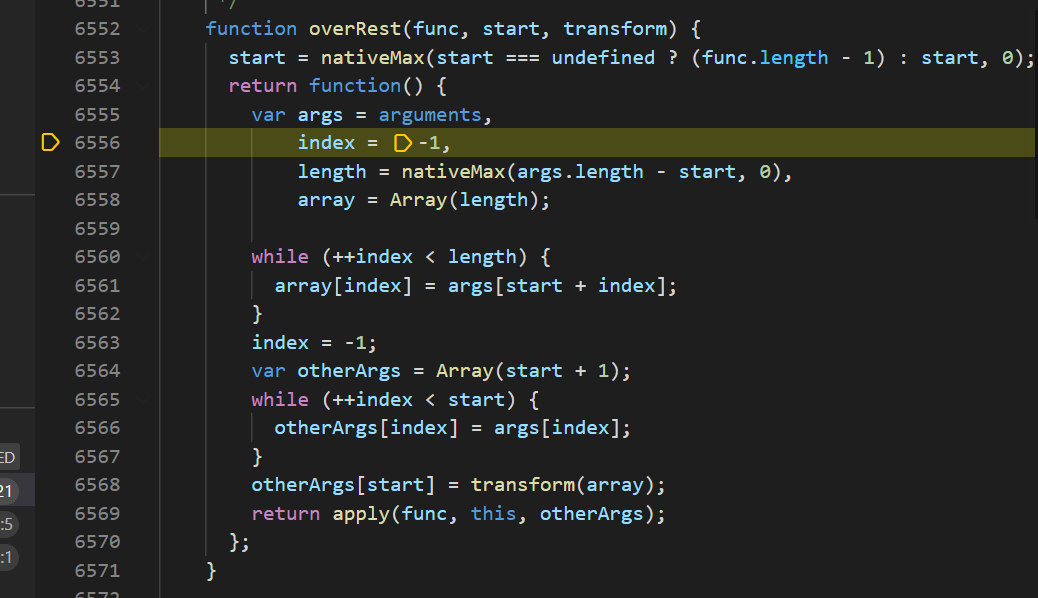 6551 */
6552 function overRest(func, start, transform) {
6553 start = nativeMax(start === undefined ? (func.length - 1) : start, 0);
6554 return function() {
6555 var args = arguments,
6556 index = -1,
6557 length = nativeMax(args.length - start, 0),
6558 array = Array(length);
6559
6560 while (++index < length) {
6561 array[index] = args[start + index];
6562 }
6563 index = -1;
6564 var otherArgs = Array(start + 1);
6565 while (++index < start) {
6566 otherArgs[index] = args[index];
ED 6567 }
21 6568 otherArgs[start] = transform(array);
:5 6569 return apply(func, this, otherArgs);
:1 6570 };
6571 }
6572